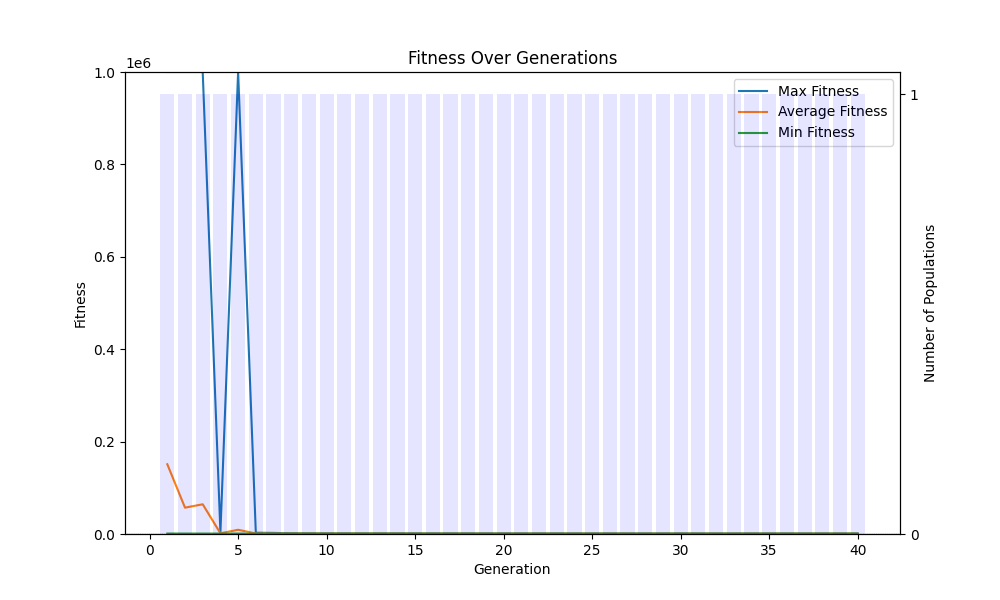 Fitness Over Generations
1e6
1.0
0.8
0.6
0.4
0.2
0.0
Fitness
0
5
10
15
20
25
30
35
40
Generation
1
0
Number of Populations
Max Fitness
Average Fitness
Min Fitness